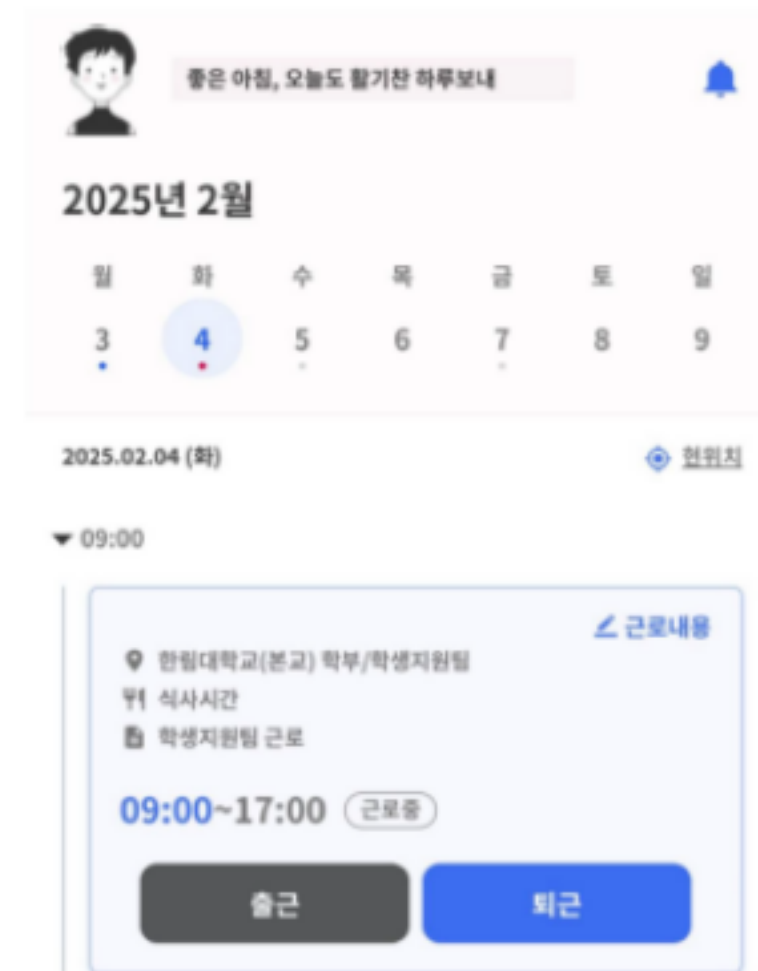 좋은 아침, 오늘도 활기찬 하루보내
2025년 2월
월 화 수 목 금 토 일
3 4 5 6 7 8 9
2025.02.04 (화)
현위치
09:00
근로내용
한림대학교(본교) 학부/학생지원팀
식사시간
학생지원팀 근로
09:00~17:00 근로중
출근 퇴근